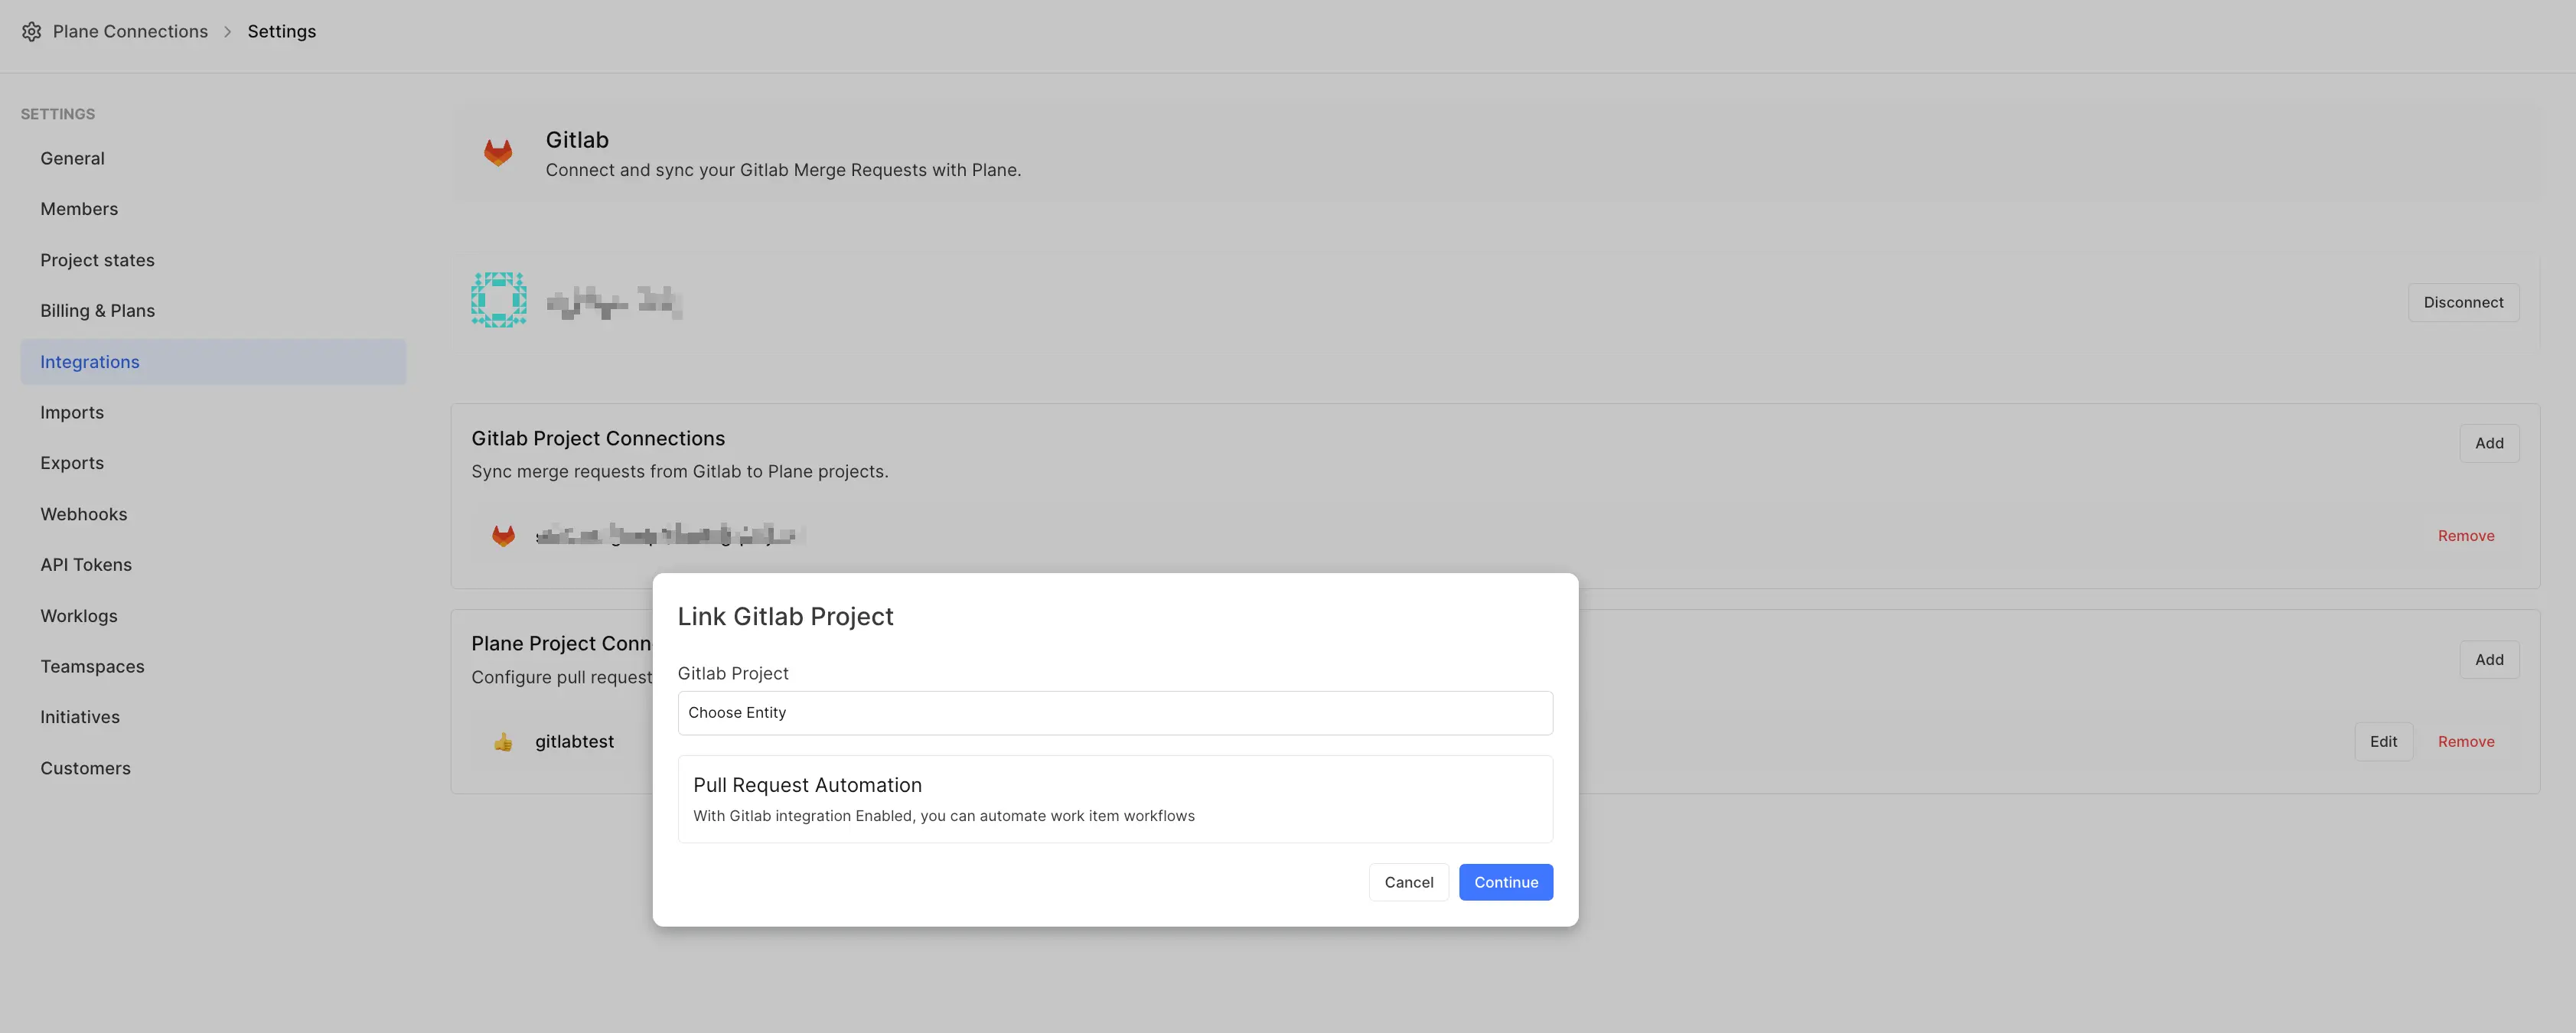 Plane Connections
Settings
SETTINGS
General
Members
Project states
Billing & Plans
Integrations
Imports
Exports
Webhooks
API Tokens
Worklogs
Teamspaces
Initiatives
Customers
Gitlab
Connect and sync your Gitlab Merge Requests with Plane.
Disconnect
Gitlab Project Connections
Add
Sync merge requests from Gitlab to Plane projects.
Remove
Plane Project Conn
Add
Configure pull request
gitlabtest
Edit
Remove
Link Gitlab Project
Gitlab Project
Choose Entity
Pull Request Automation
With Gitlab integration Enabled, you can automate work item workflows
Cancel
Continue